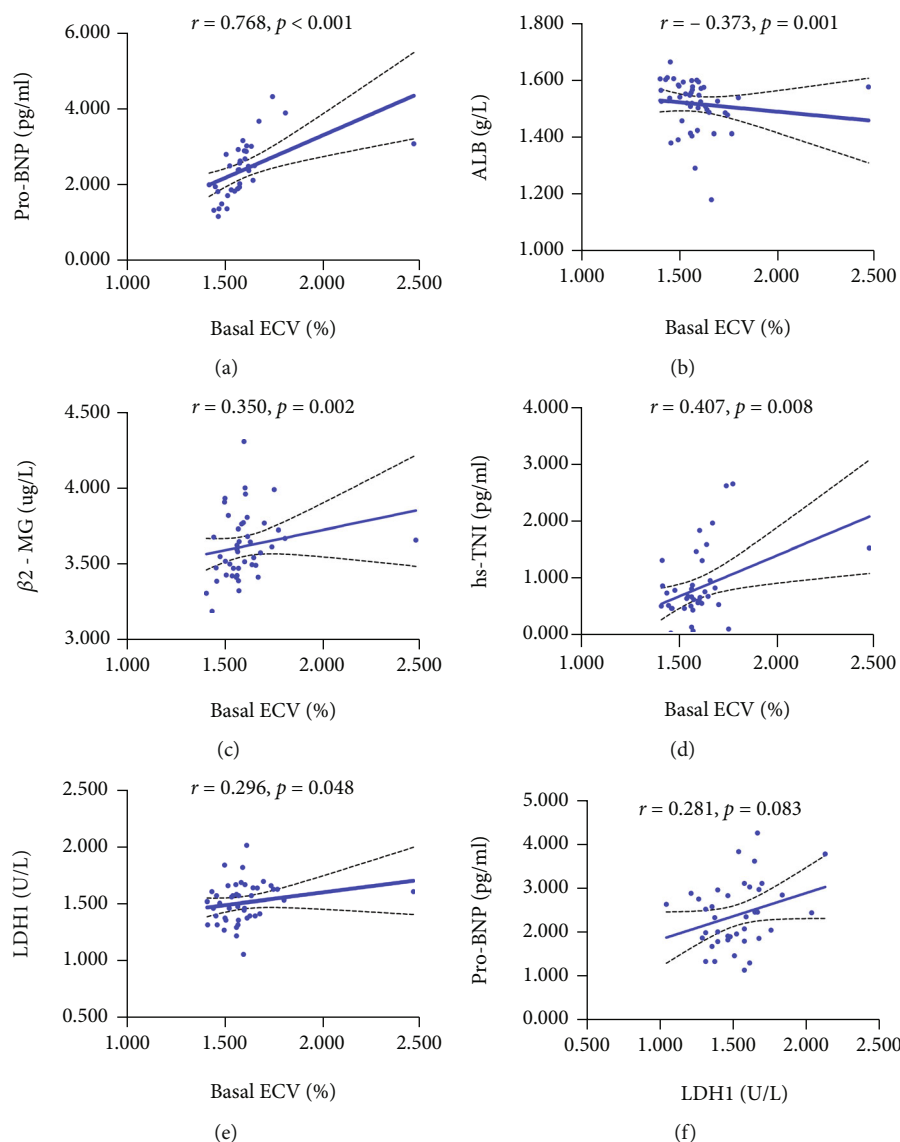 r = 0.768, p < 0.001
6.000
4.000
2.000
0.000
Pro-BNP (pg/ml)
1.000 1.500 2.000 2.500
Basal ECV (%)
(a)
r = – 0.373, p = 0.001
1.800
1.600
1.400
1.200
1.000
ALB (g/L)
1.000 1.500 2.000 2.500
Basal ECV (%)
(b)
r = 0.350, p = 0.002
4.500
4.000
3.500
3.000
β2 - MG (ug/L)
1.000 1.500 2.000 2.500
Basal ECV (%)
(c)
r = 0.407, p = 0.008
4.000
3.000
2.000
1.000
0.000
hs-TNI (pg/ml)
1.000 1.500 2.000 2.500
Basal ECV (%)
(d)
r = 0.296, p = 0.048
2.500
2.000
1.500
1.000
0.500
LDH1 (U/L)
1.000 1.500 2.000 2.500
Basal ECV (%)
(e)
r = 0.281, p = 0.083
5.000
4.000
3.000
2.000
1.000
0.000
Pro-BNP (pg/ml)
0.500 1.000 1.500 2.000 2.500
LDH1 (U/L)
(f)